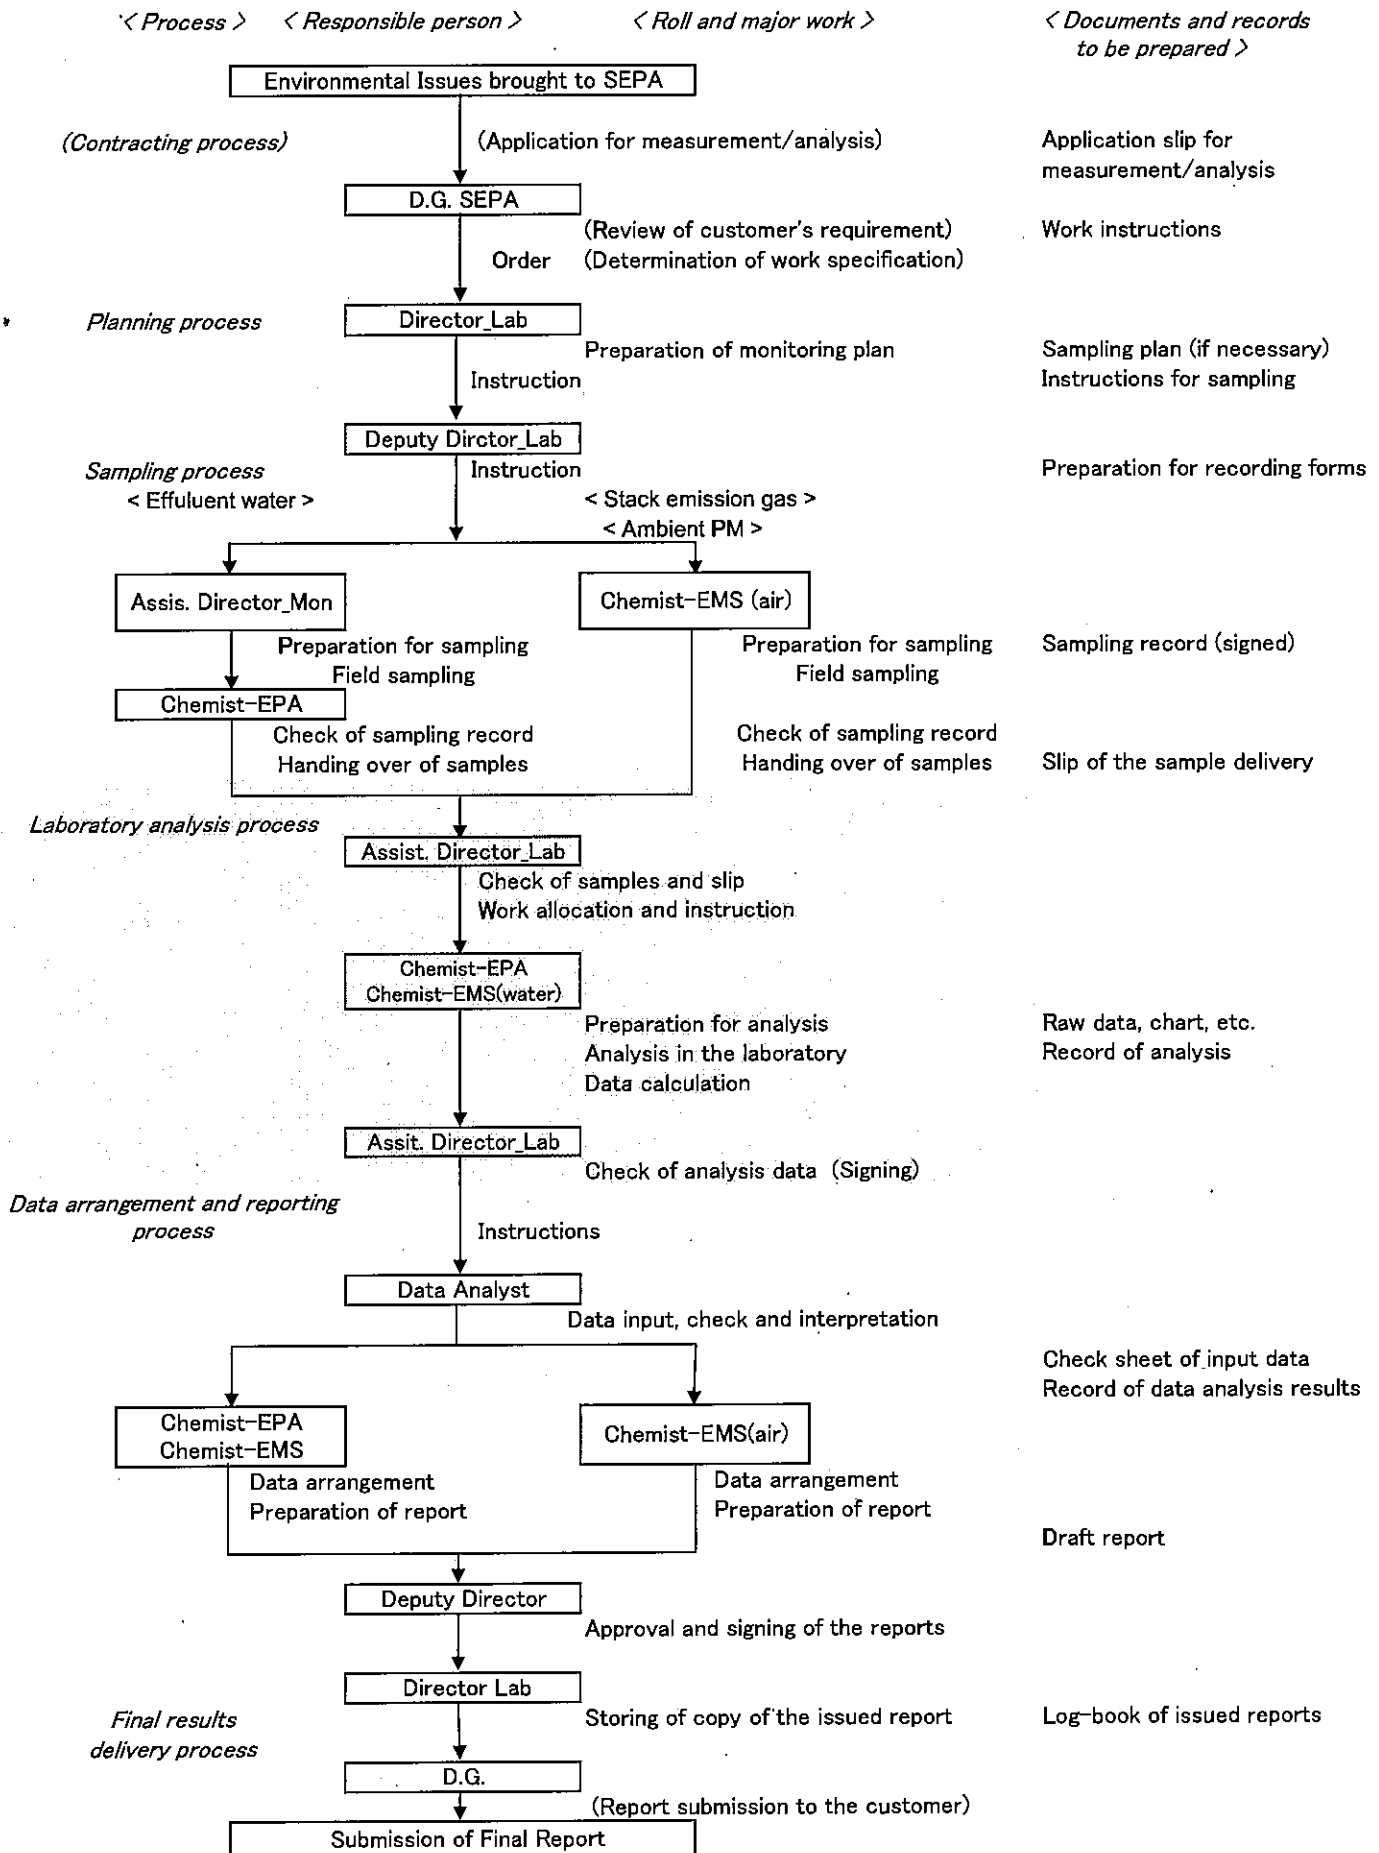 < Process >
< Responsible person >
< Roll and major work >
< Documents and records
to be prepared >
Environmental Issues brought to SEPA
(Contracting process)
(Application for measurement/analysis)
Application slip for
measurement/analysis
D.G. SEPA
(Review of customer's requirement)
Work instructions
Order
(Determination of work specification)
Planning process
Director_Lab
Preparation of monitoring plan
Sampling plan (if necessary)
Instruction
Instructions for sampling
Deputy Dirctor_Lab
Sampling process
Instruction
Preparation for recording forms
< Effuluent water >
< Stack emission gas >
< Ambient PM >
Assis. Director_Mon
Chemist-EMS (air)
Preparation for sampling
Preparation for sampling
Sampling record (signed)
Field sampling
Field sampling
Chemist-EPA
Check of sampling record
Check of sampling record
Handing over of samples
Handing over of samples
Slip of the sample delivery
Laboratry analysis process
Assist. Director_Lab
Check of samples and slip
Work allocation and instruction
Chemist-EPA
Chemist-EMS(water)
Preparation for analysis
Raw data, chart, etc.
Analysis in the laboratory
Record of analysis
Data calculation
Assit. Director_Lab
Check of analysis data (Signing)
Data arrangement and reporting
process
Instructions
Data Analyst
Data input, check and interpretation
Check sheet of input data
Record of data analysis results
Chemist-EPA
Chemist-EMS
Chemist-EMS(air)
Data arrangement
Data arrangement
Preparation of report
Preparation of report
Draft report
Deputy Director
Approval and signing of the reports
Director Lab
Final results
delivery process
Storing of copy of the issued report
Log-book of issued reports
D.G.
(Report submission to the customer)
Submission of Final Report